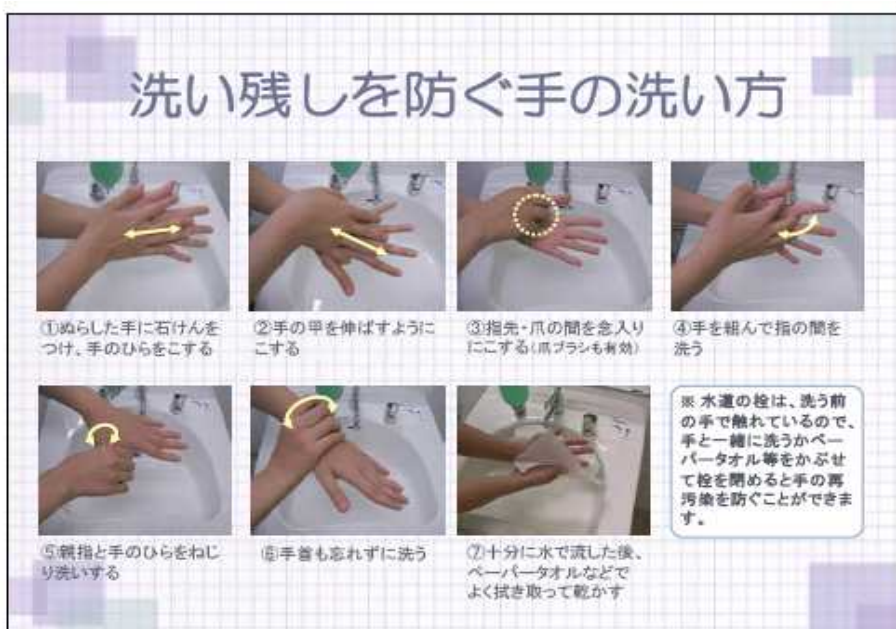 洗い残しを防ぐ手の洗い方
①ぬらした手に石けんを
つけ、手のひらをこする
②手の甲を伸ばすように
こする
③指先・爪の間を念入り
にこする(爪ブラシも有効)
④手を組んで指の間を
洗う
⑤親指と手のひらをねじ
り洗いする
⑥手首も忘れずに洗う
⑦十分に水で流した後、
ペーパータオルなどで
よく拭き取って乾かす
※ 水道の栓は、洗う前
の手で触れているので、
手と一緒に洗うかペー
パータオル等をかぶせ
て栓を閉めると手の再
汚染を防ぐことができま
す。